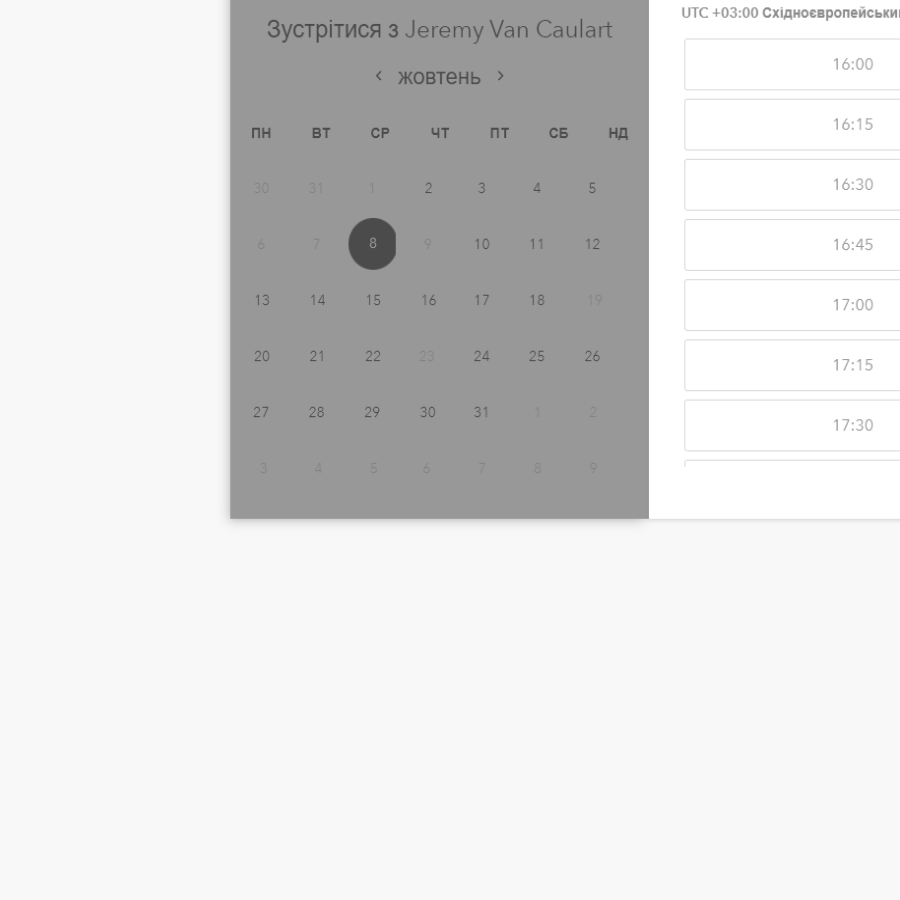 Зустрітися з Jeremy Van Caulart
жовтень
ПН ВТ СР ЧТ ПТ СБ НД
30 31 1 2 3 4 5
6 7 8 9 10 11 12
13 14 15 16 17 18 19
20 21 22 23 24 25 26
27 28 29 30 31 1 2
3 4 5 6 7 8 9
UTC +03:00 Східноєвропейськи
16:00
16:15
16:30
16:45
17:00
17:15
17:30